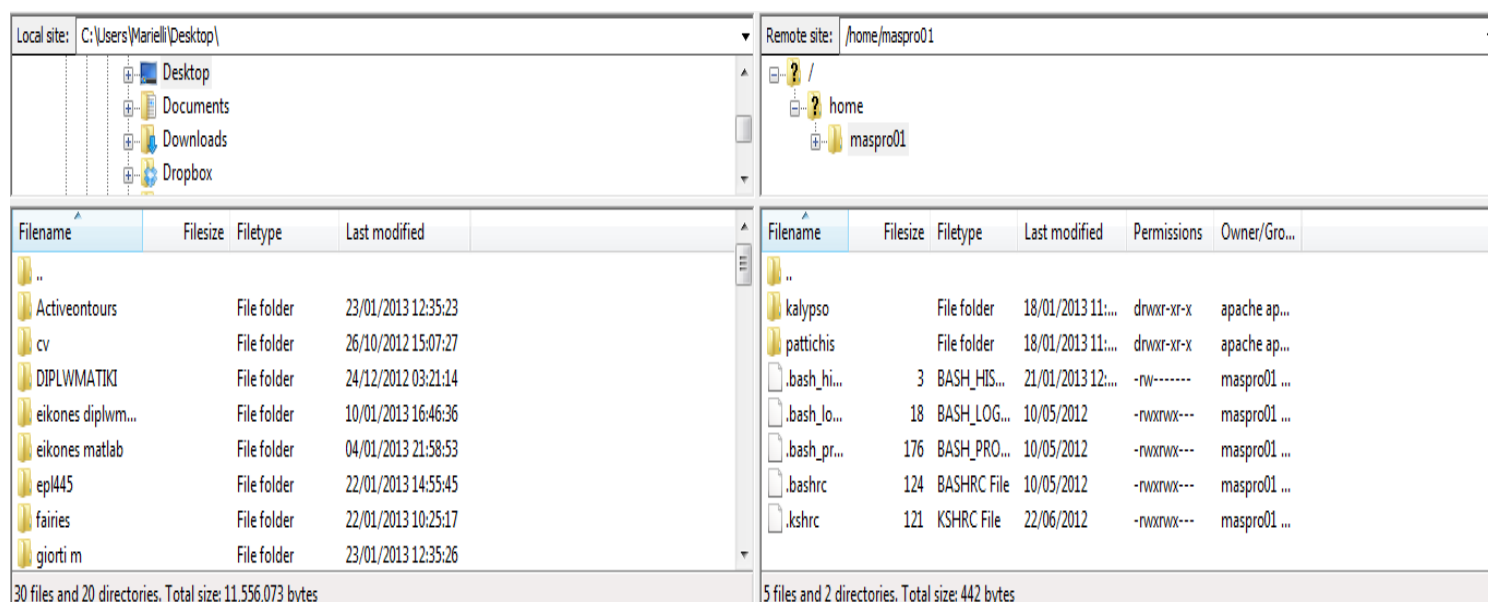 Local site: C:\Users\Marielli\Desktop\
Desktop
Documents
Downloads
Dropbox
Filename Filesize Filetype Last modified
..
Activeontours File folder 23/01/2013 12:35:23
cv File folder 26/10/2012 15:07:27
DIPLWMATIKI File folder 24/12/2012 03:21:14
eikones diplwm... File folder 10/01/2013 16:46:36
eikones matlab File folder 04/01/2013 21:58:53
epl445 File folder 22/01/2013 14:55:45
fairies File folder 22/01/2013 10:25:17
giorti m File folder 23/01/2013 12:35:26
30 files and 20 directories. Total size: 11,556,073 bytes
Remote site: /home/maspro01
/
home
maspro01
Filename Filesize Filetype Last modified Permissions Owner/Gro...
..
kalypso File folder 18/01/2013 11:... drwxr-xr-x apache ap...
pattichis File folder 18/01/2013 11:... drwxr-xr-x apache ap...
.bash_hi... 3 BASH_HIS... 21/01/2013 12:... -rw------- maspro01 ...
.bash_lo... 18 BASH_LOG... 10/05/2012 -rwxrwx--- maspro01 ...
.bash_pr... 176 BASH_PRO... 10/05/2012 -rwxrwx--- maspro01 ...
.bashrc 124 BASHRC File 10/05/2012 -rwxrwx--- maspro01 ...
.kshrc 121 KSHRC File 22/06/2012 -rwxrwx--- maspro01 ...
5 files and 2 directories. Total size: 442 bytes